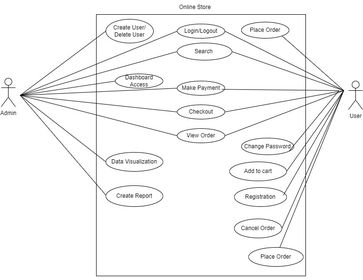 Online Store
Create User/
Delete User
Login/Logout
Place Order
Search
Dashboard
Access
Make Payment
Admin
User
Checkout
View Order
Change Password
Data Visualization
Add to cart
Create Report
Registration
Cancel Order
Place Order